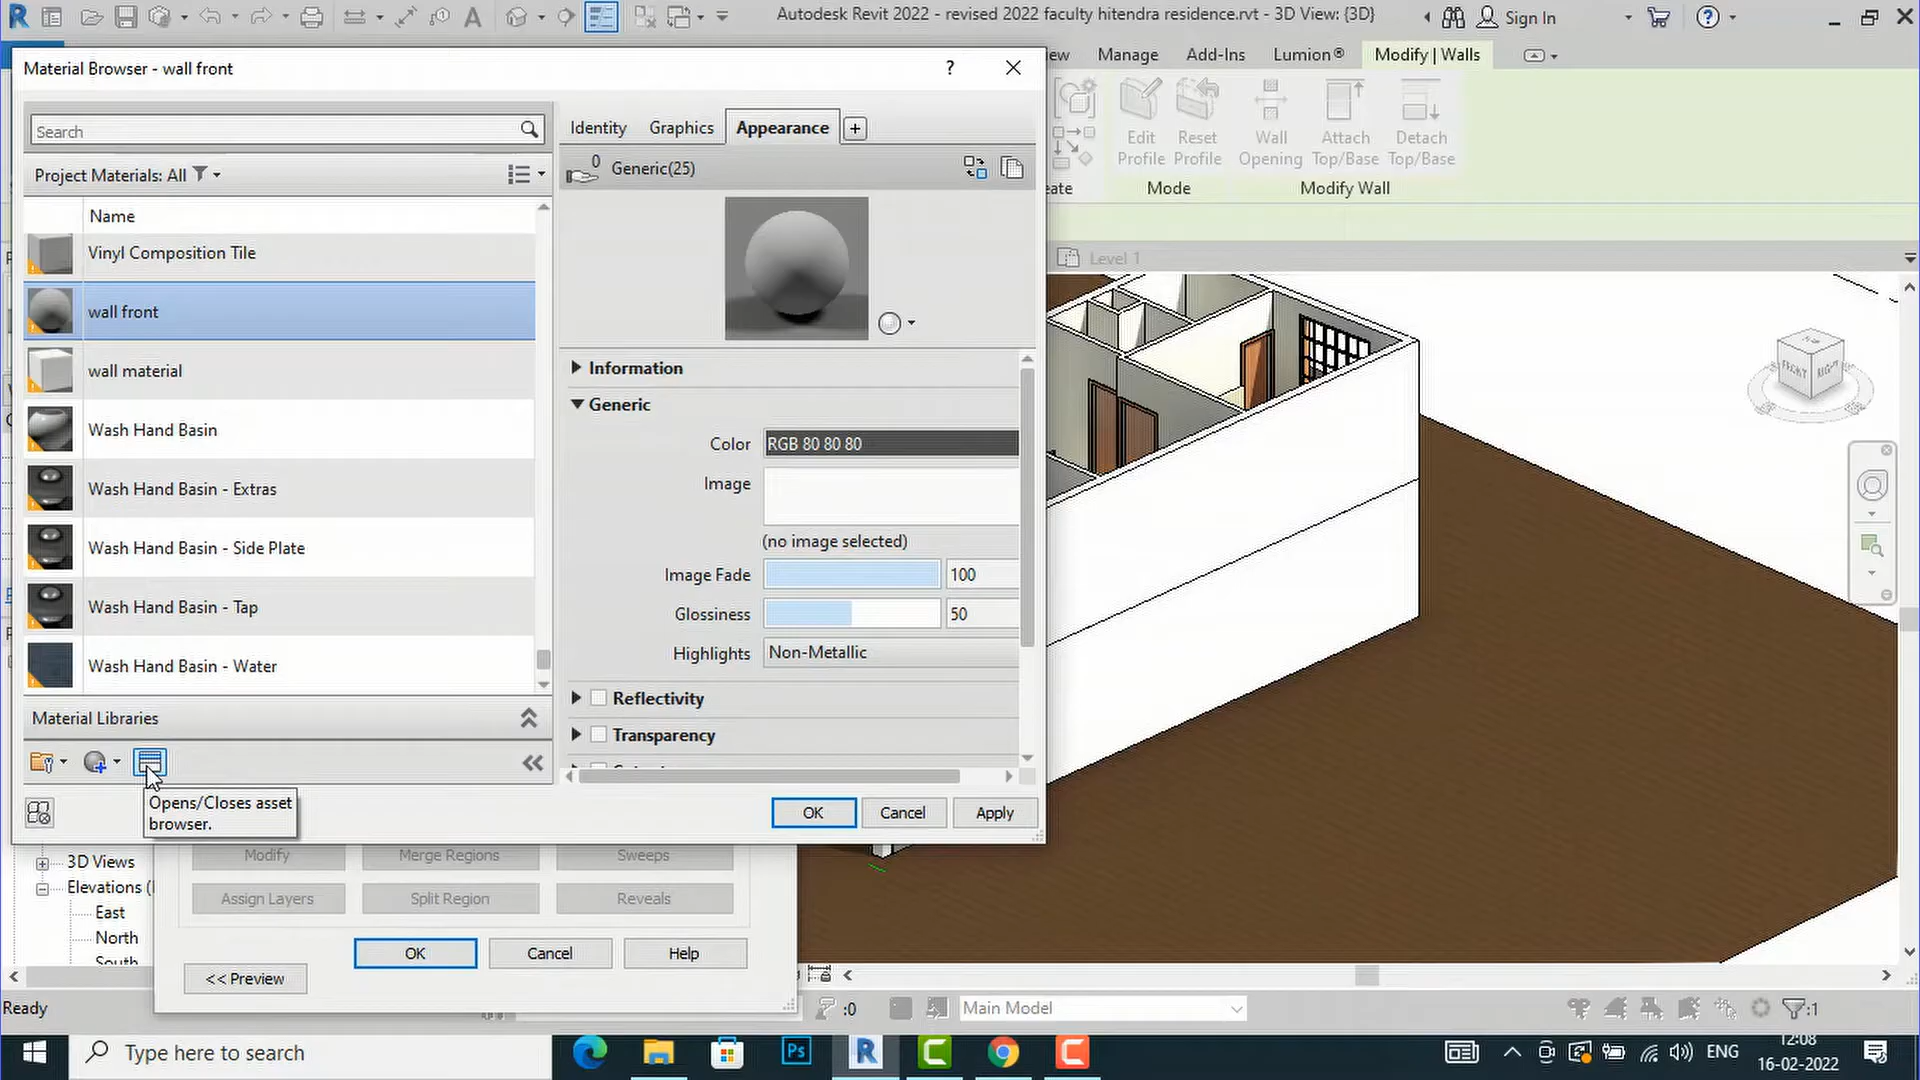 Autodesk Revit 2022 - revised 2022 faculty hitendra residence.rvt - 3D View: {3D}
Sign In
Material Browser - wall front
Manage
Add-Ins
Lumion®
Modify | Walls
Search
Identity
Graphics
Appearance
Edit
Profile
Reset
Profile
Wall
Opening
Attach
Top/Base
Detach
Top/Base
Project Materials: All
0
Generic(25)
Mode
Modify Wall
Name
Level 1
Vinyl Composition Tile
wall front
wall material
Wash Hand Basin
Wash Hand Basin - Extras
Wash Hand Basin - Side Plate
Wash Hand Basin - Tap
Wash Hand Basin - Water
Information
Generic
Color
RGB 80 80 80
Image
(no image selected)
Image Fade
100
Glossiness
50
Highlights
Non-Metallic
Reflectivity
Transparency
FRONT
RIGHT
Material Libraries
Opens/Closes asset
browser.
OK
Cancel
Apply
3D Views
Elevations (
East
North
South
Modify
Merge Regions
Sweeps
Assign Layers
Split Region
Reveals
OK
Cancel
Help
<< Preview
Ready
:0
Main Model
:1
Type here to search
Ps
ENG
12:08
16-02-2022